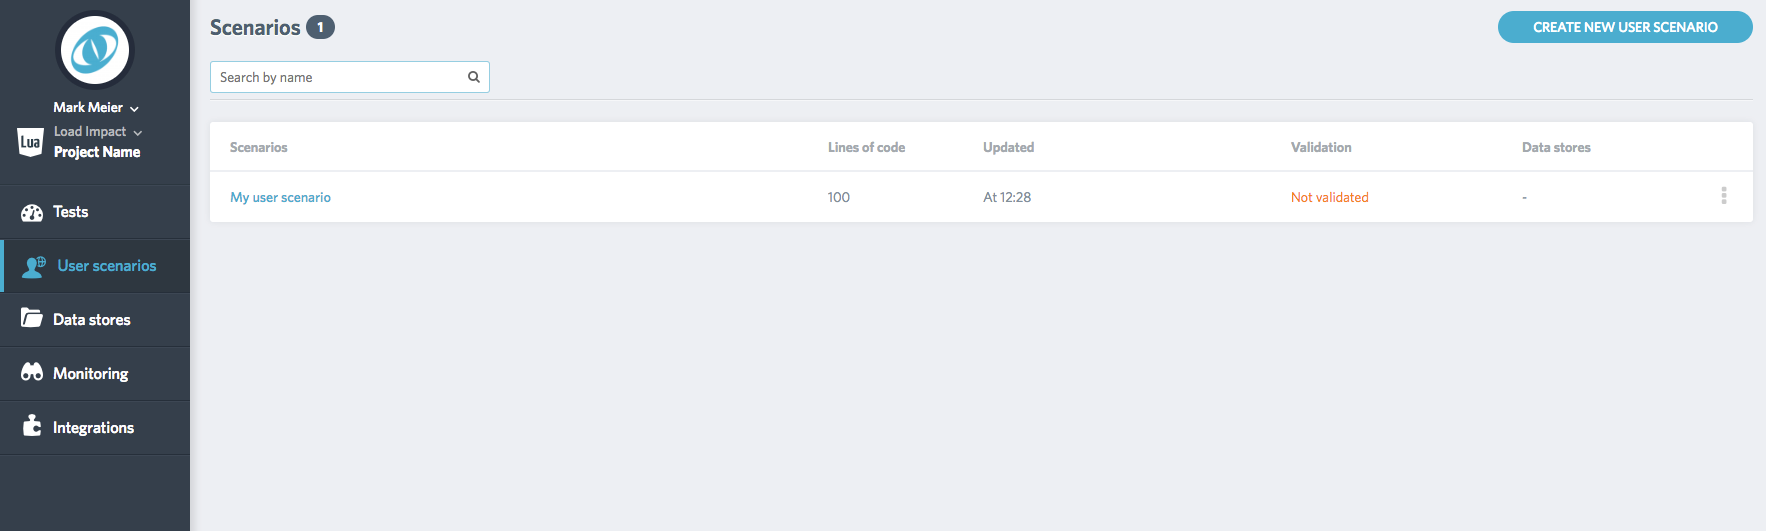 Mark Meier
Lua
Load Impact
Project Name
Tests
User scenarios
Data stores
Monitoring
Integrations
Scenarios 1
CREATE NEW USER SCENARIO
Search by name
Scenarios Lines of code Updated Validation Data stores
My user scenario 100 At 12:28 Not validated -